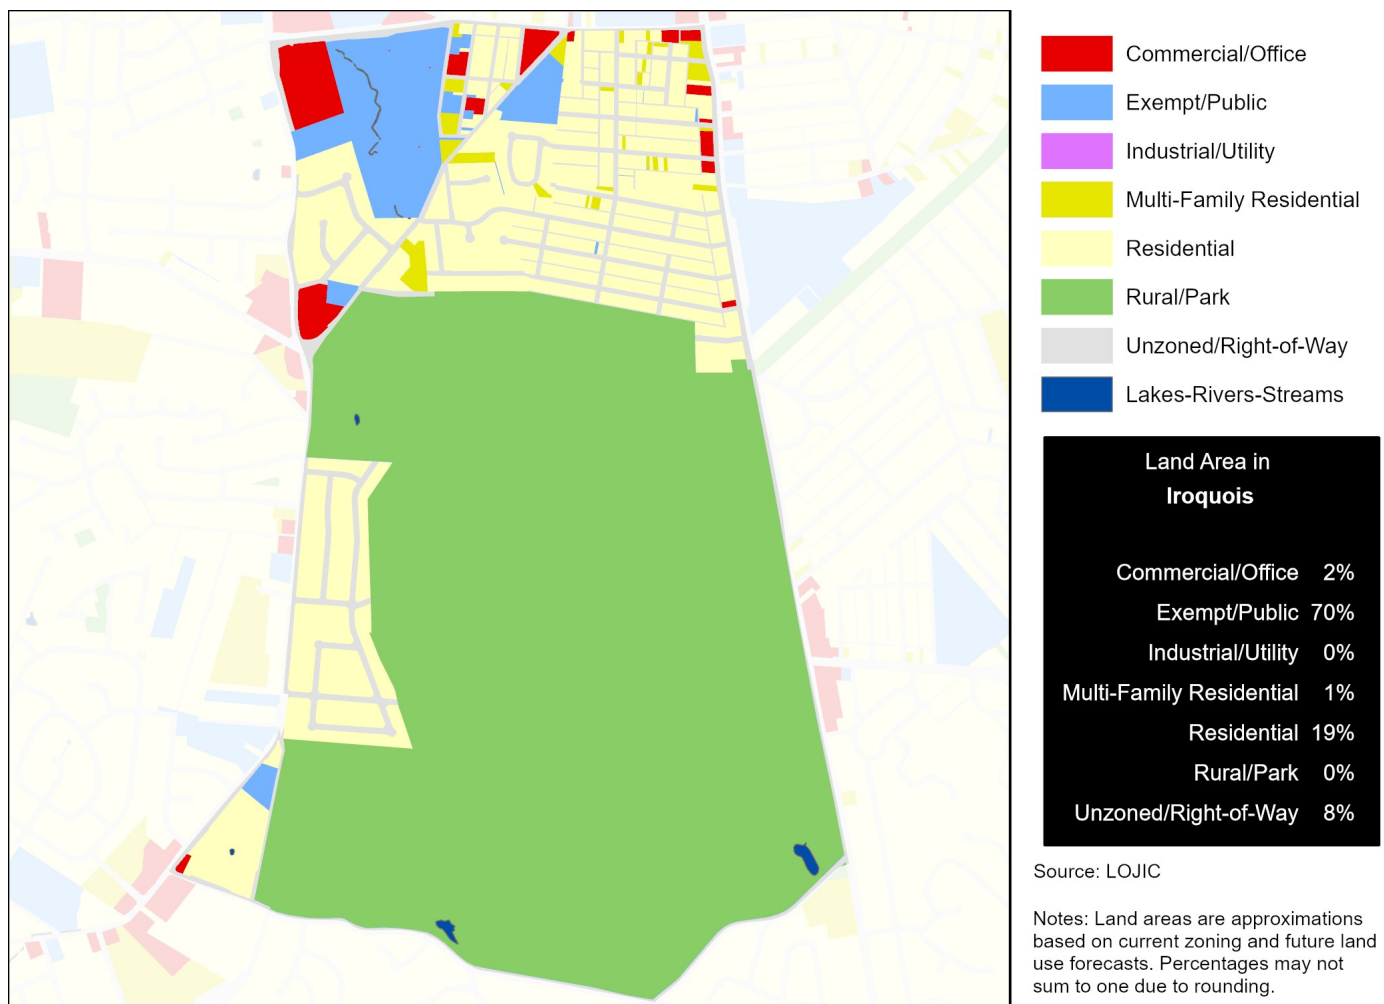 Commercial/Office
Exempt/Public
Industrial/Utility
Multi-Family Residential
Residential
Rural/Park
Unzoned/Right-of-Way
Lakes-Rivers-Streams
Land Area in
Iroquois
Commercial/Office 2%
Exempt/Public 70%
Industrial/Utility 0%
Multi-Family Residential 1%
Residential 19%
Rural/Park 0%
Unzoned/Right-of-Way 8%
Source: LOJIC
Notes: Land areas are approximations
based on current zoning and future land
use forecasts. Percentages may not
sum to one due to rounding.